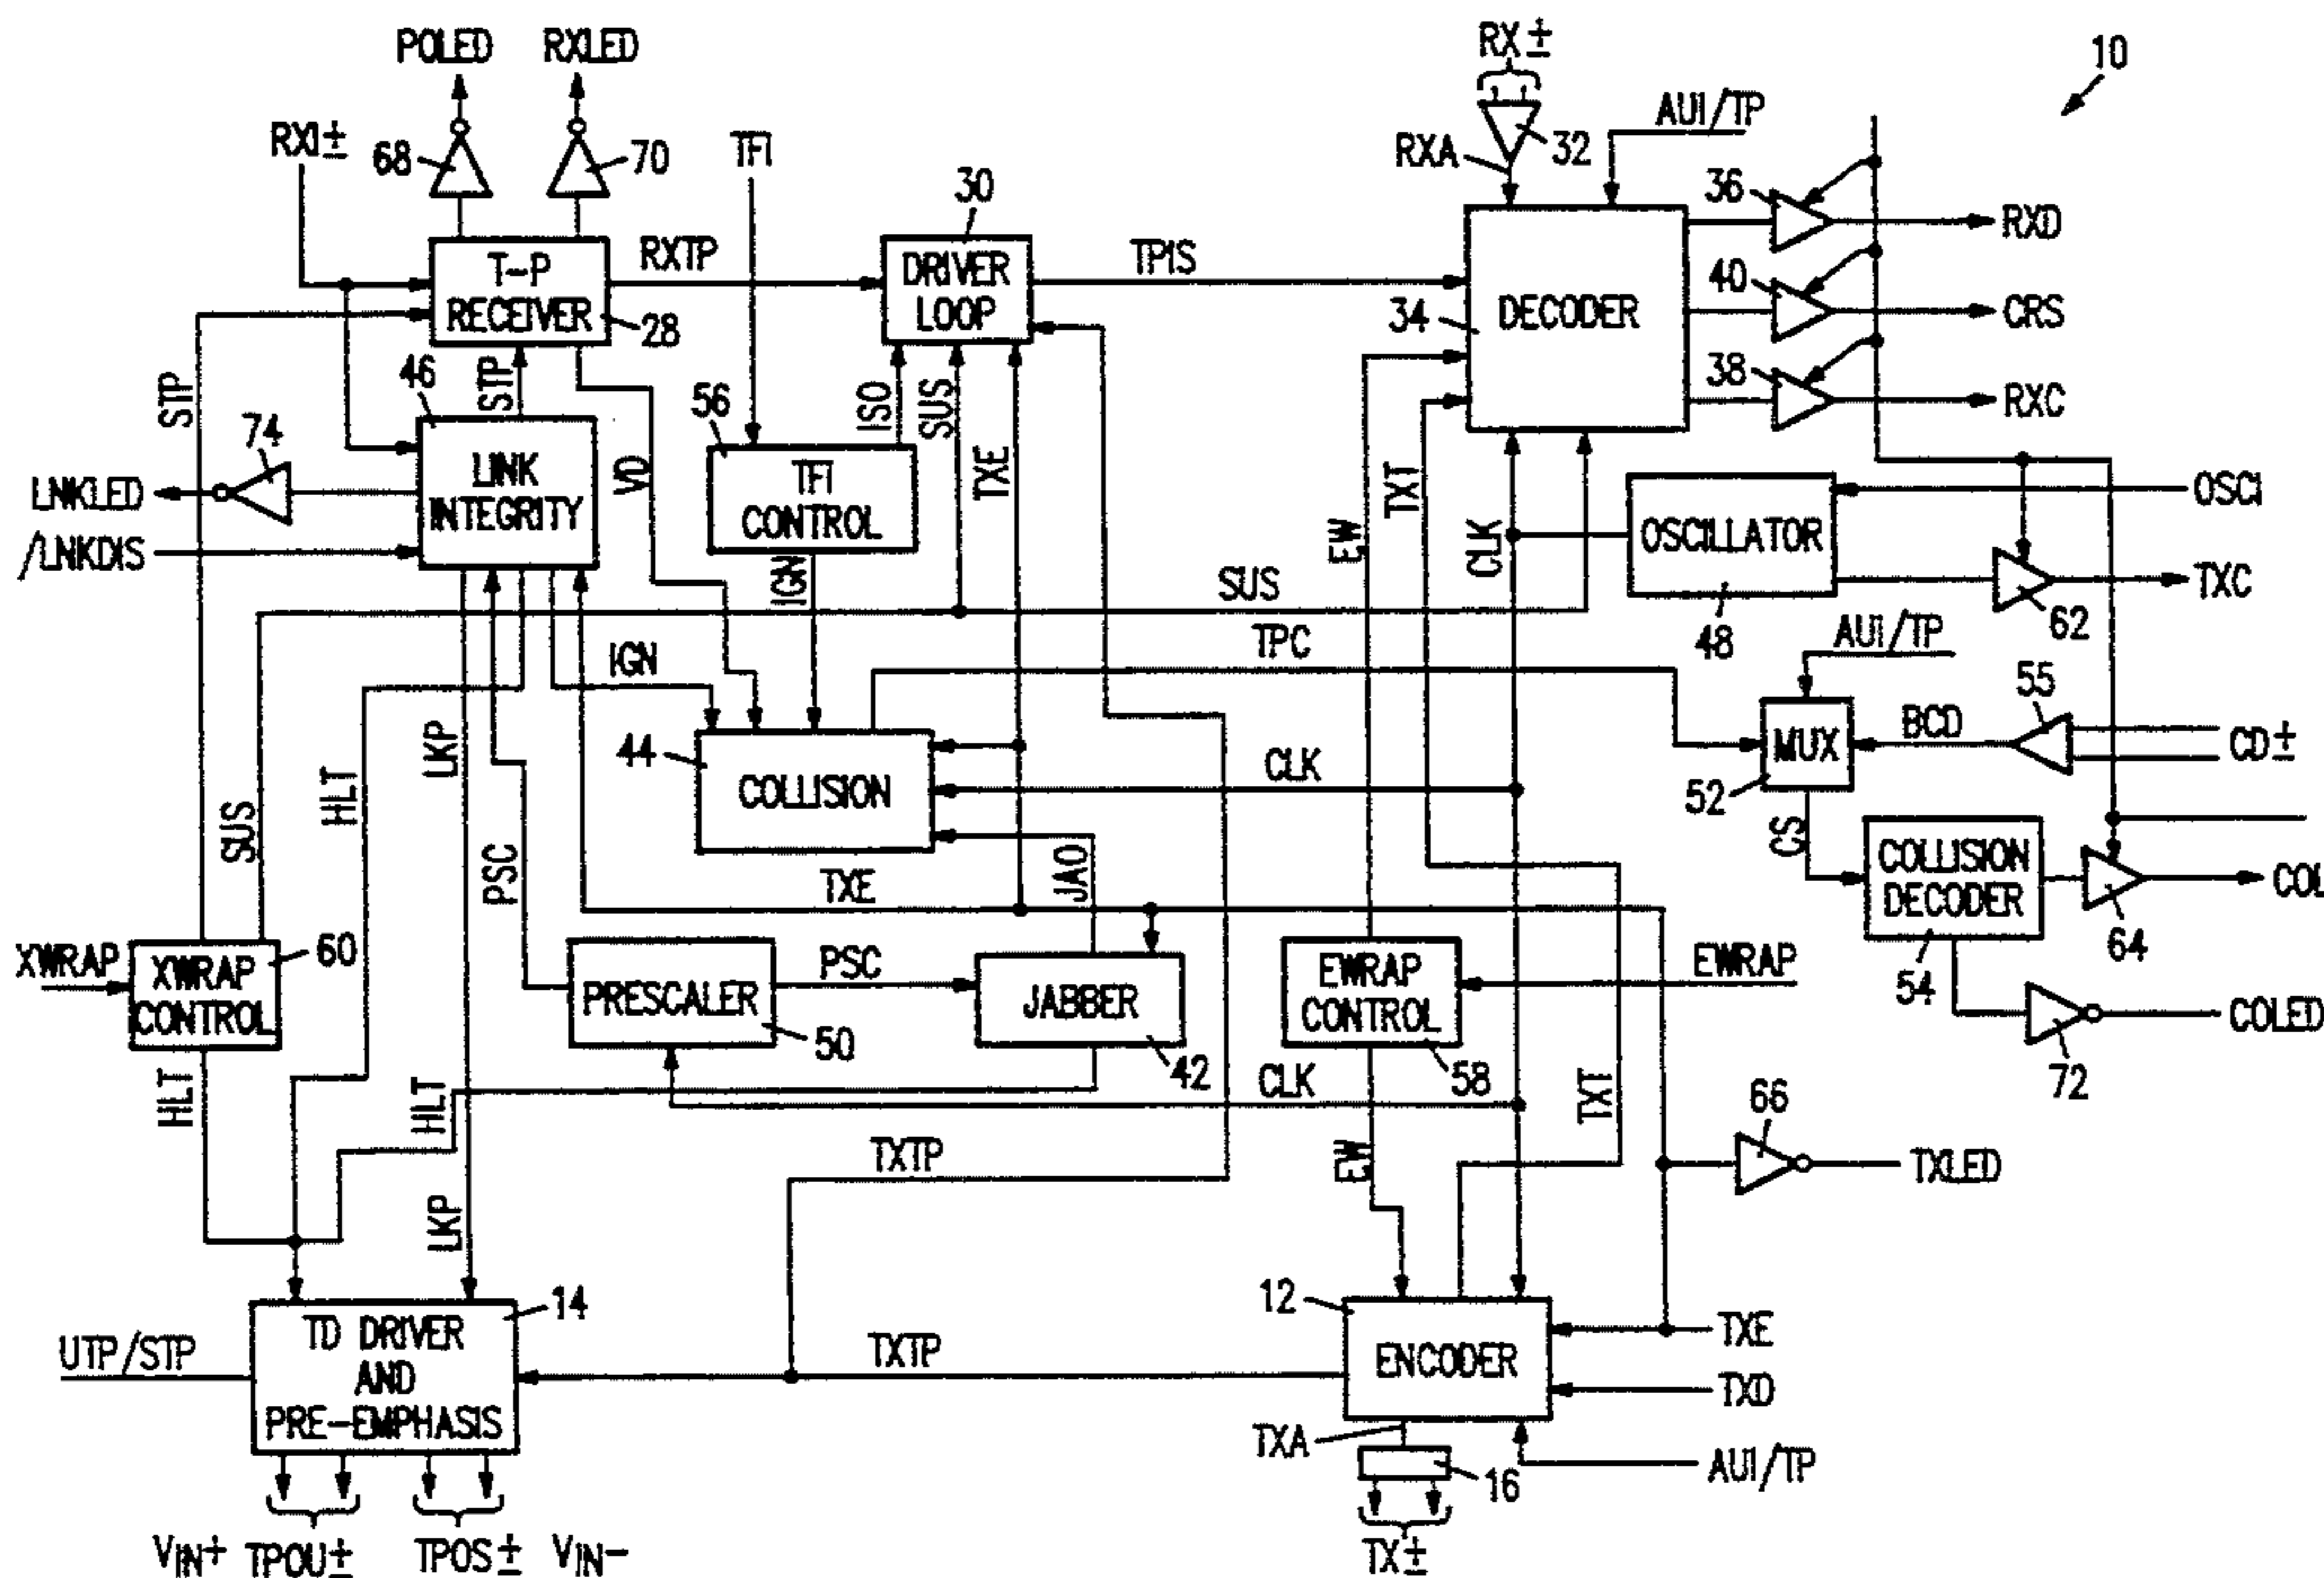 POLED
RXLED
RX±
10
RXI±
68
70
TFI
AUI/TP
RXA
32
30
36
RXD
T-P
RECEIVER
28
RXTP
DRIVER
LOOP
TPIS
34
DECODER
40
CRS
38
RXC
STP
46
STP
56
ISO
SUS
TXE
74
LINK
INTEGRITY
VD
TFI
CONTROL
TXT
EW
CLK
OSCILLATOR
48
OSCI
LNKLED
/LNKDIS
IGN
SUS
TXC
62
IGN
TPC
AUI/TP
55
44
COLLISION
CLK
MUX
52
BCD
CD±
HLT
LKP
SUS
PSC
JAO
TXE
CS
COLLISION
DECODER
54
COL
64
XWRAP
XWRAP
CONTROL
60
PRESCALER
50
PSC
JABBER
42
EWRAP
CONTROL
58
EWRAP
COLED
72
HLT
HLT
CLK
TXT
66
TXLED
TXTP
EW
LKP
14
TD DRIVER
AND
PRE-EMPHASIS
UTP/STP
TXTP
12
ENCODER
TXE
TXD
TXA
16
AUI/TP
VIN+
TPOU±
TPOS±
VIN-
TX±